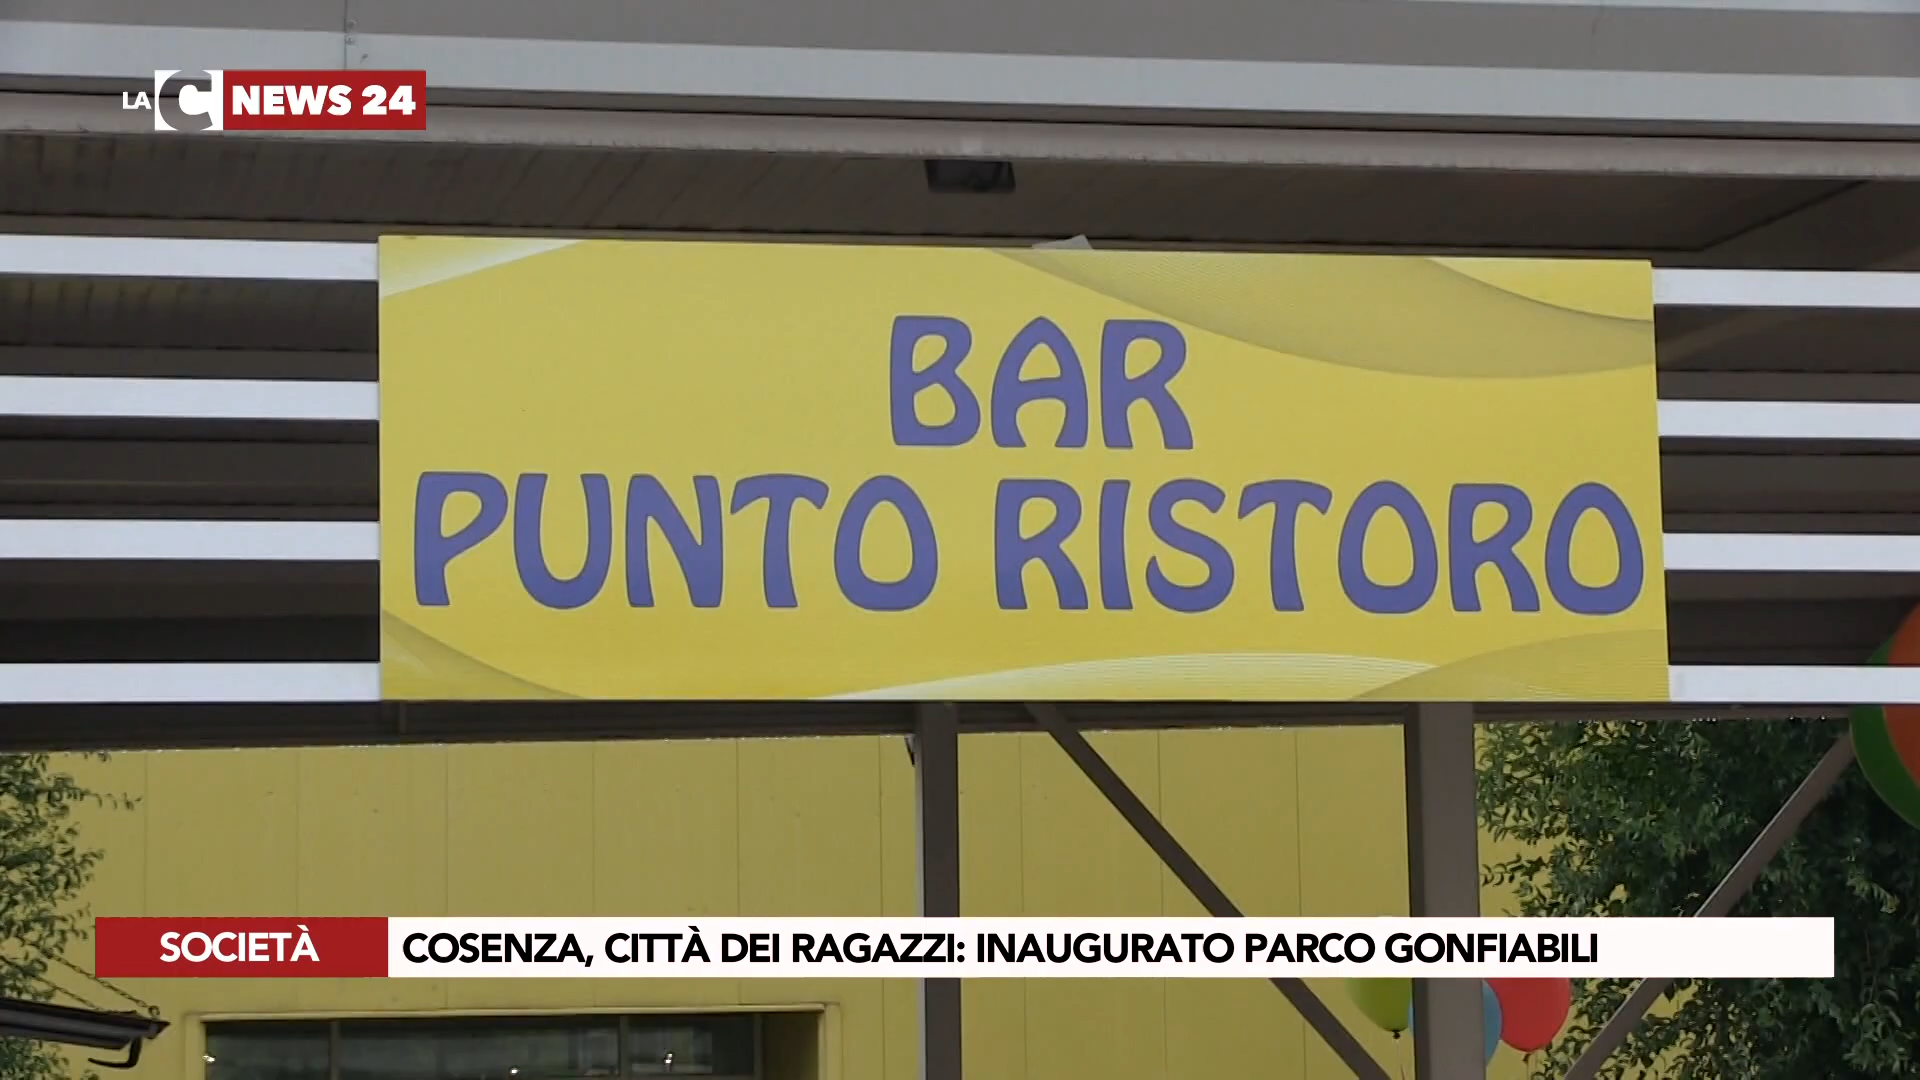 LA C NEWS 24
BAR
PUNTO RISTORO
SOCIETÀ
COSENZA, CITTÀ DEI RAGAZZI: INAUGURATO PARCO GONFIABILI